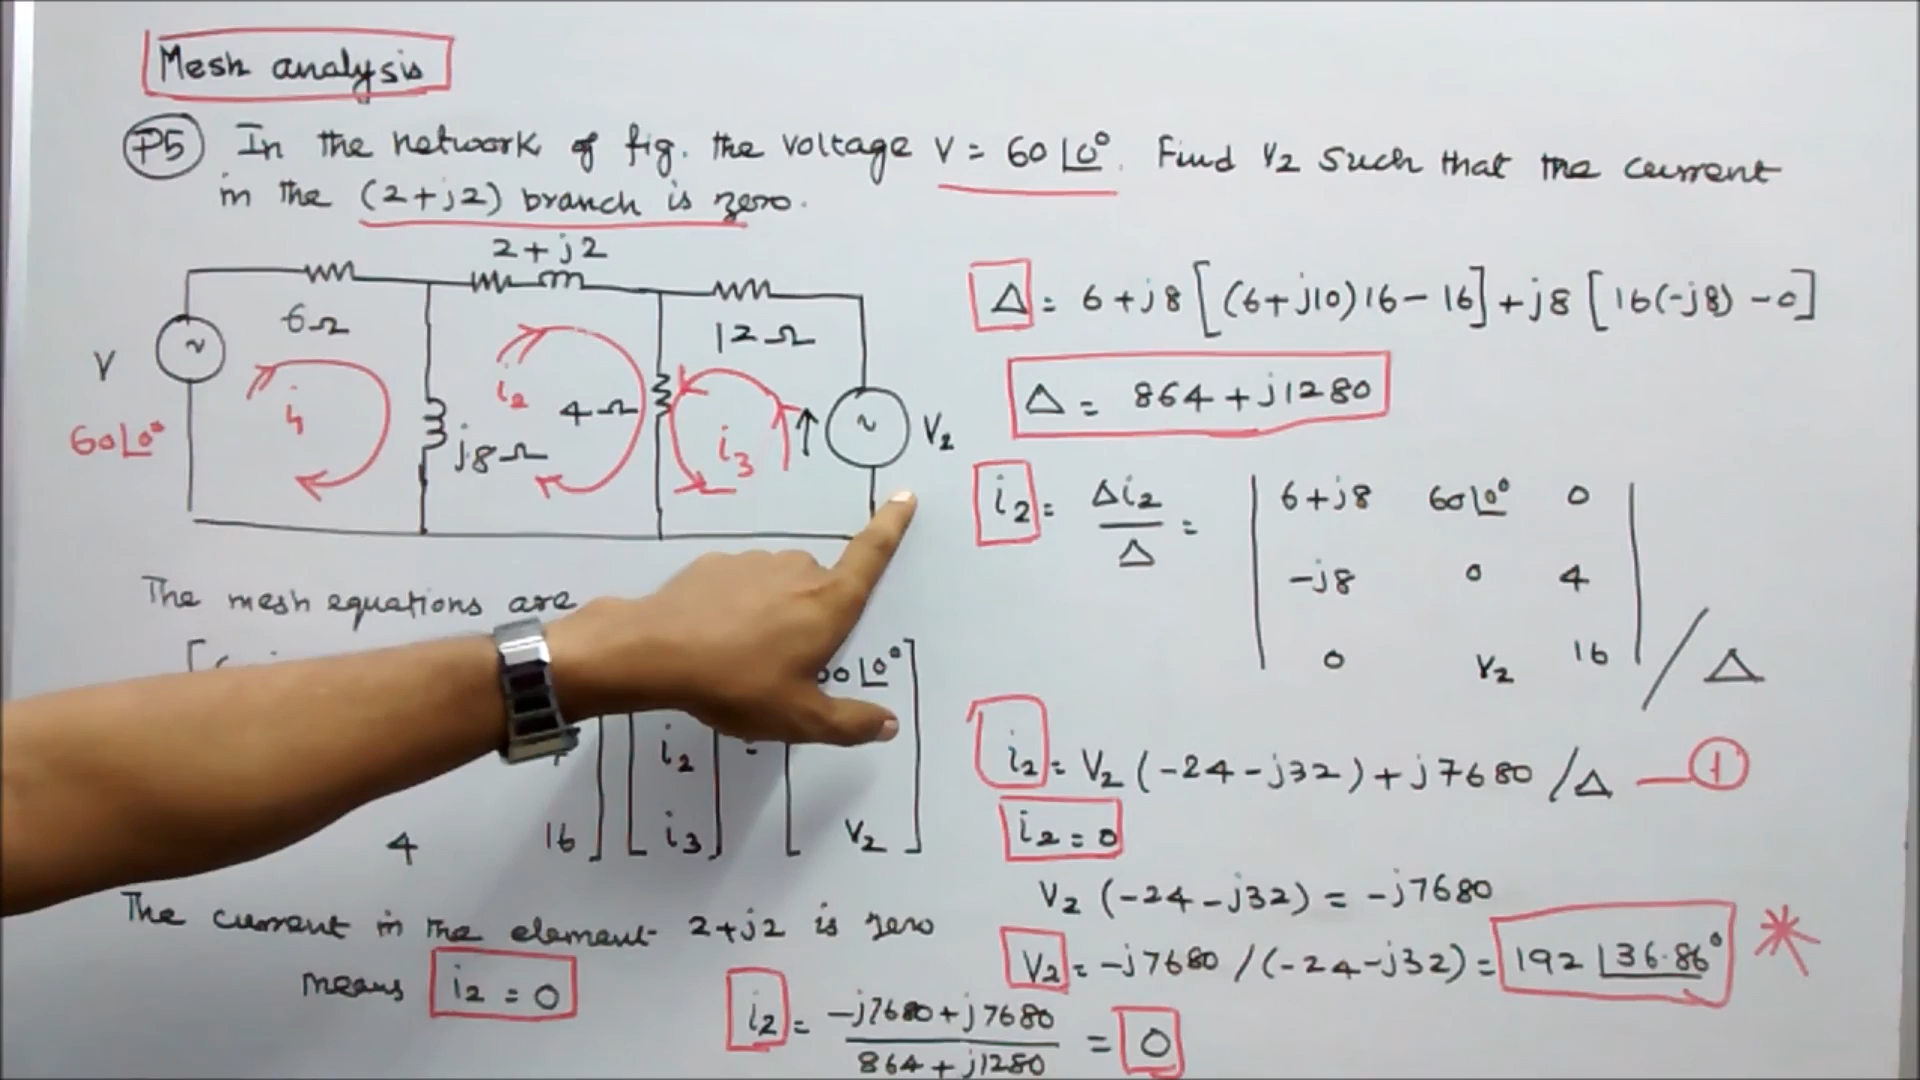 Mesh analysis
P5 In the network of fig. the voltage V = 60∠0°. Find V2 such that the current
in the (2+j2) branch is zero.
2+j2
6Ω
12Ω
V
60∠0°
i1
i2
4Ω
j8Ω
i3
V2
The mesh equations are
60∠0°
i2 =
4 16 i3 V2
The current in the element 2+j2 is zero
means i2 = 0
Δ = 6+j8 [(6+j10)16-16] + j8 [16(-j8) -0]
Δ = 864 + j1280
i2 = Δi2 / Δ =
6+j8 60∠0° 0
-j8 0 4
0 V2 16 / Δ
i2 = V2 (-24-j32) + j7680 / Δ — 1
i2 = 0
V2 (-24-j32) = -j7680
V2 = -j7680 / (-24-j32) = 192 ∠36.86°
i2 = -j7680 + j7680 / 864 + j1280 = 0